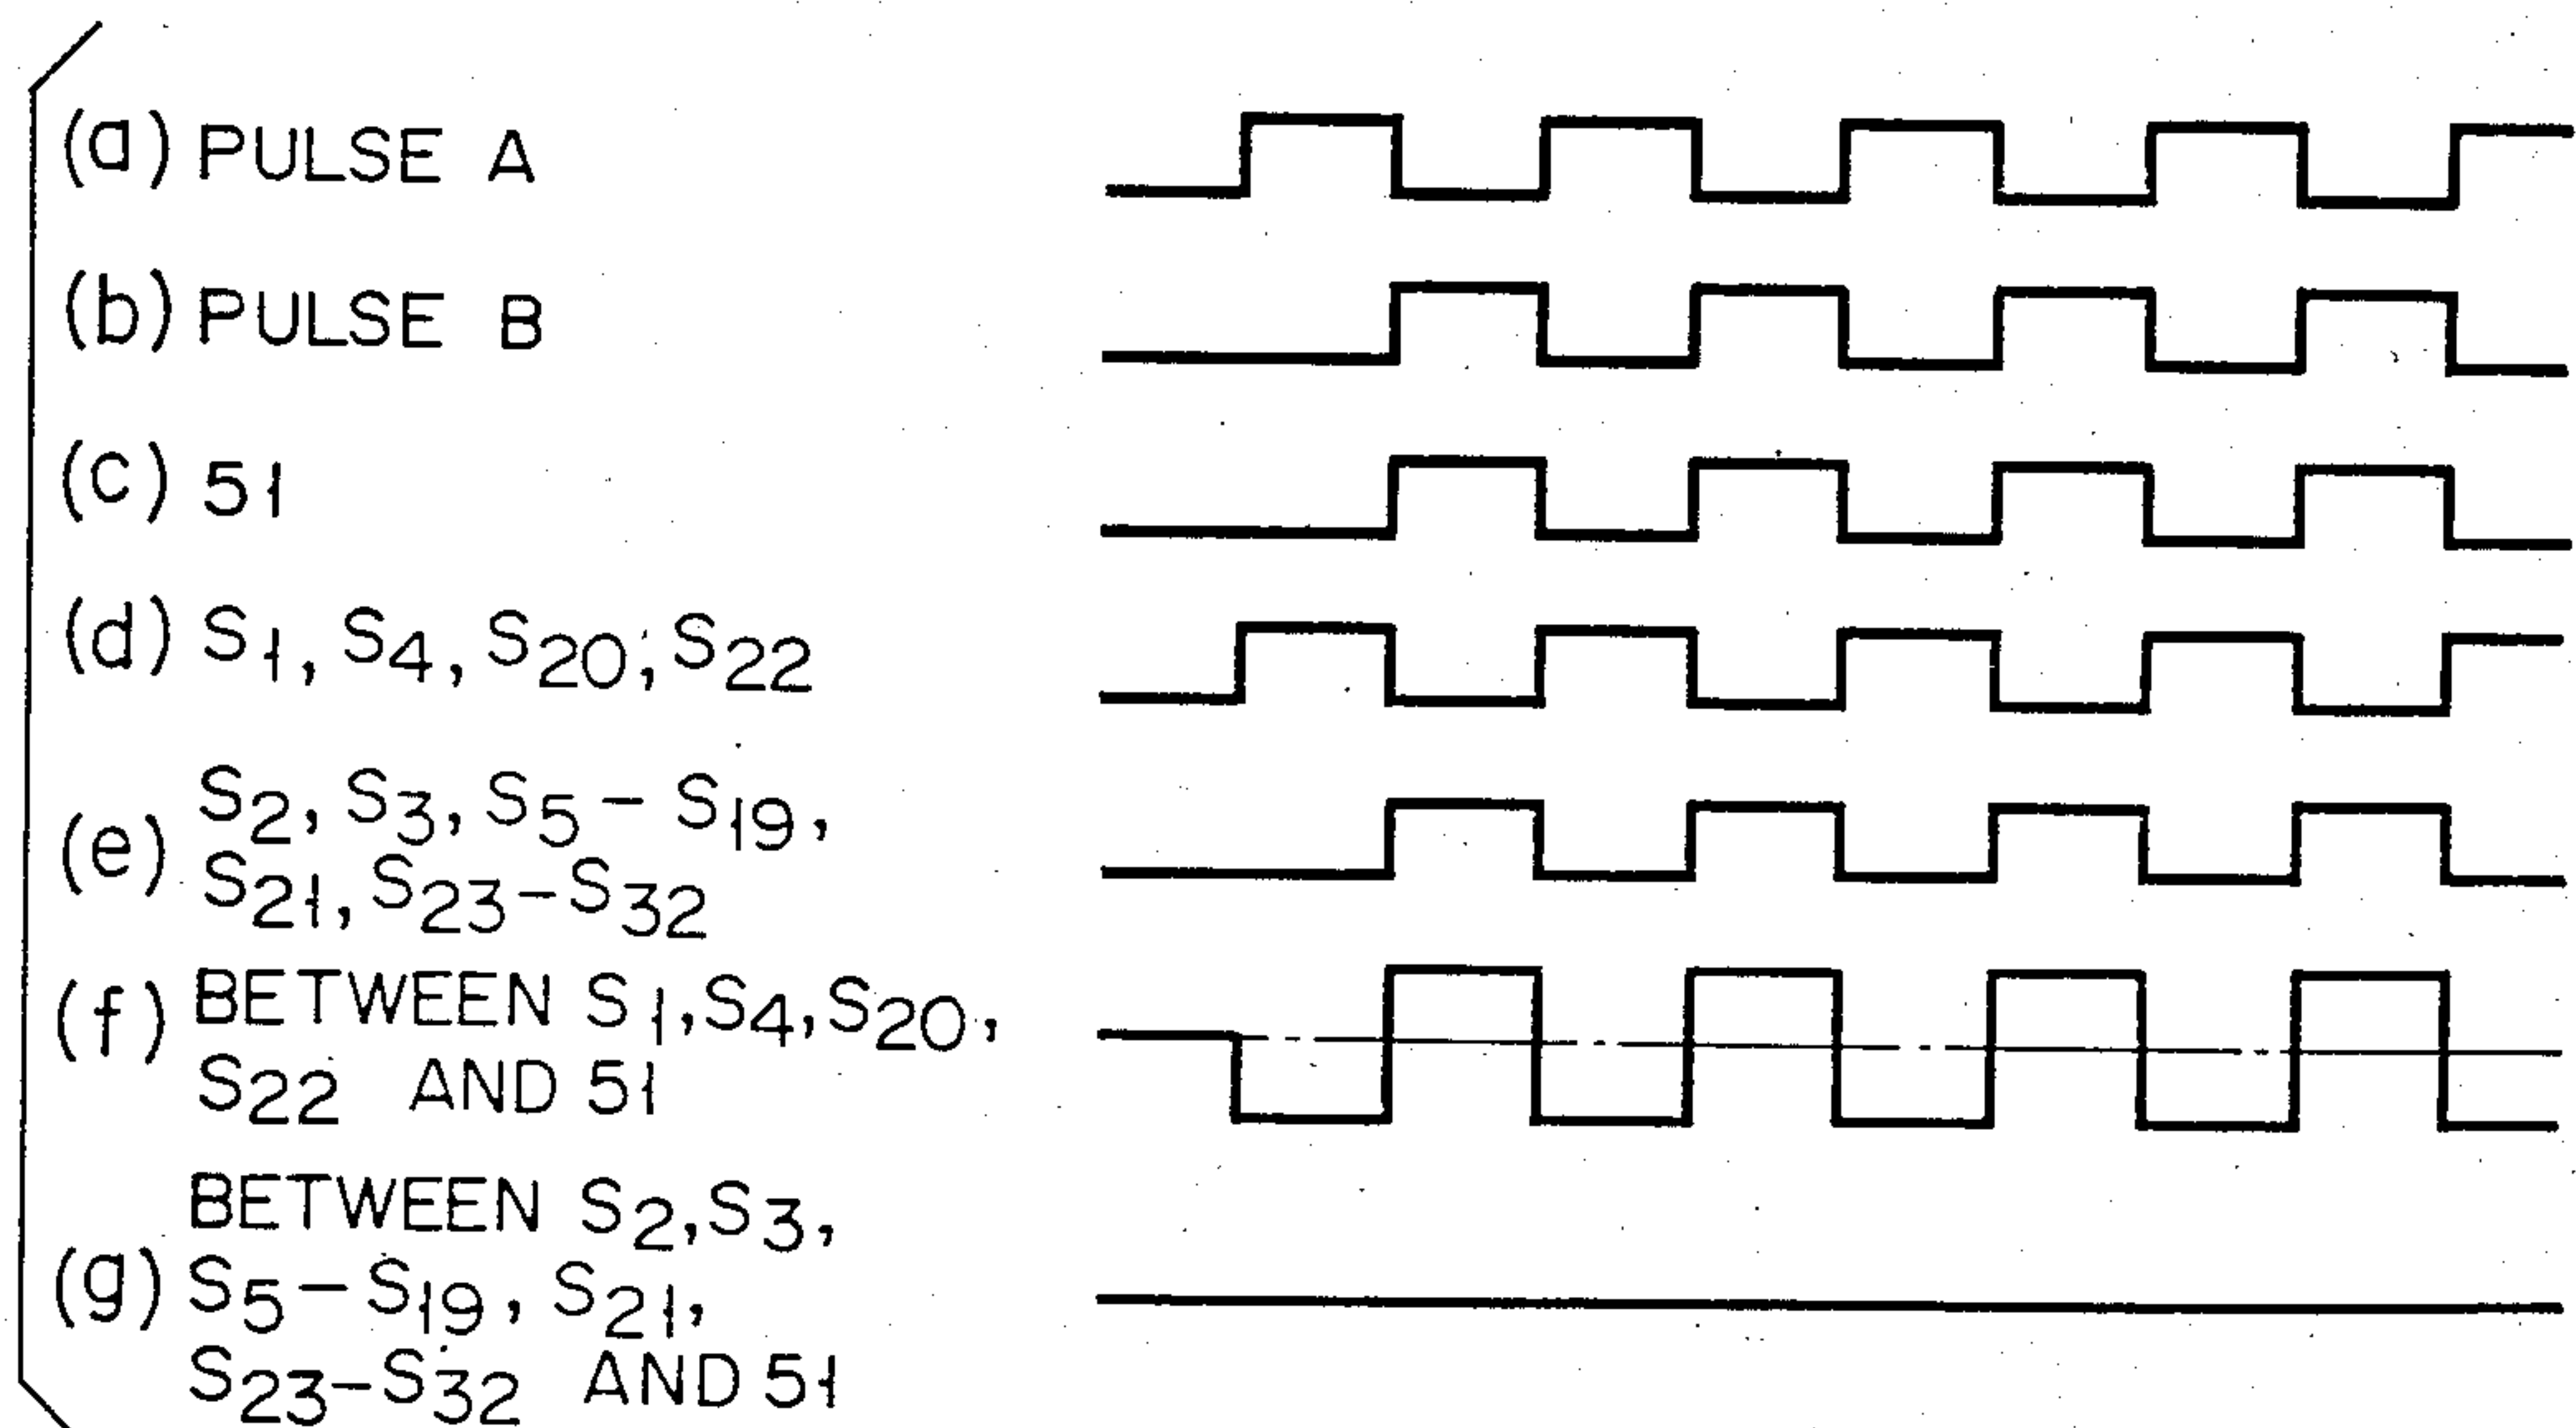 (a) PULSE A
(b) PULSE B
(c) 51
(d) S1, S4, S20, S22
(e) S2, S3, S5 - S19,
S21, S23 - S32
(f) BETWEEN S1, S4, S20,
S22 AND 51
(g) BETWEEN S2, S3,
S5 - S19, S21,
S23 - S32 AND 51